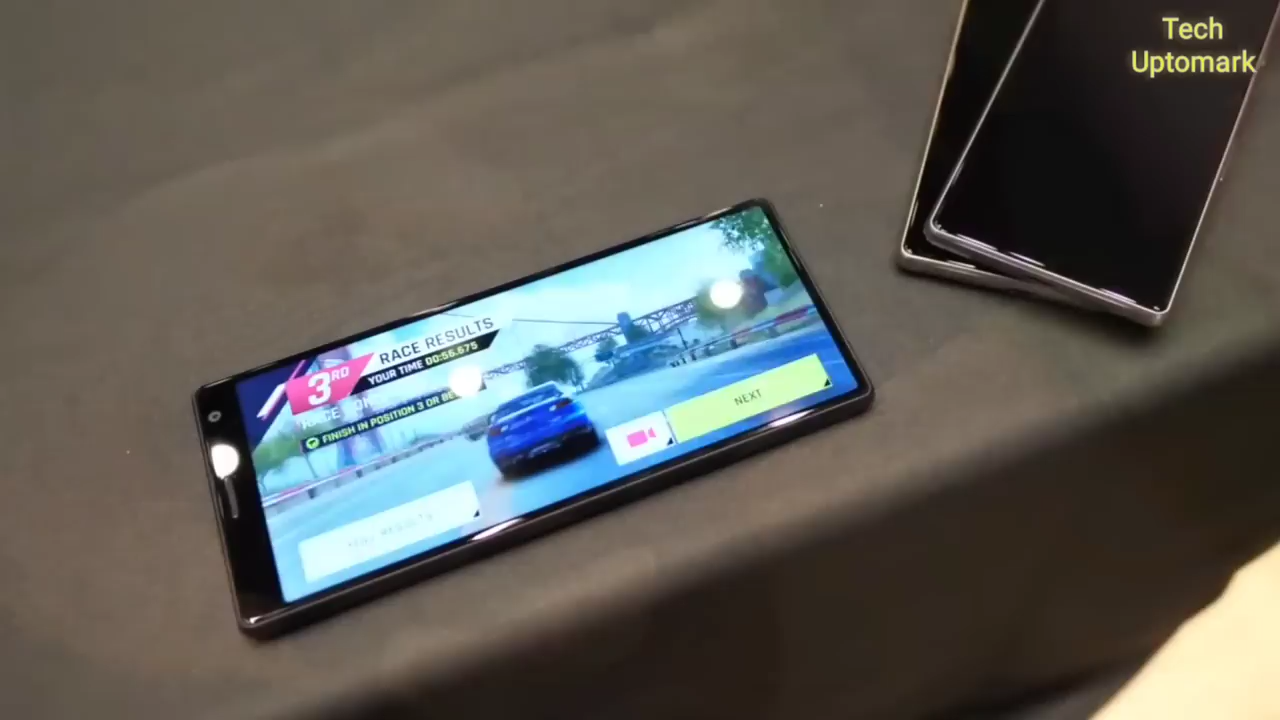 Tech
Uptomark
RACE RESULTS
3RD
YOUR TIME 00:56.675
FINISH IN POSITION 3 OR
NEXT